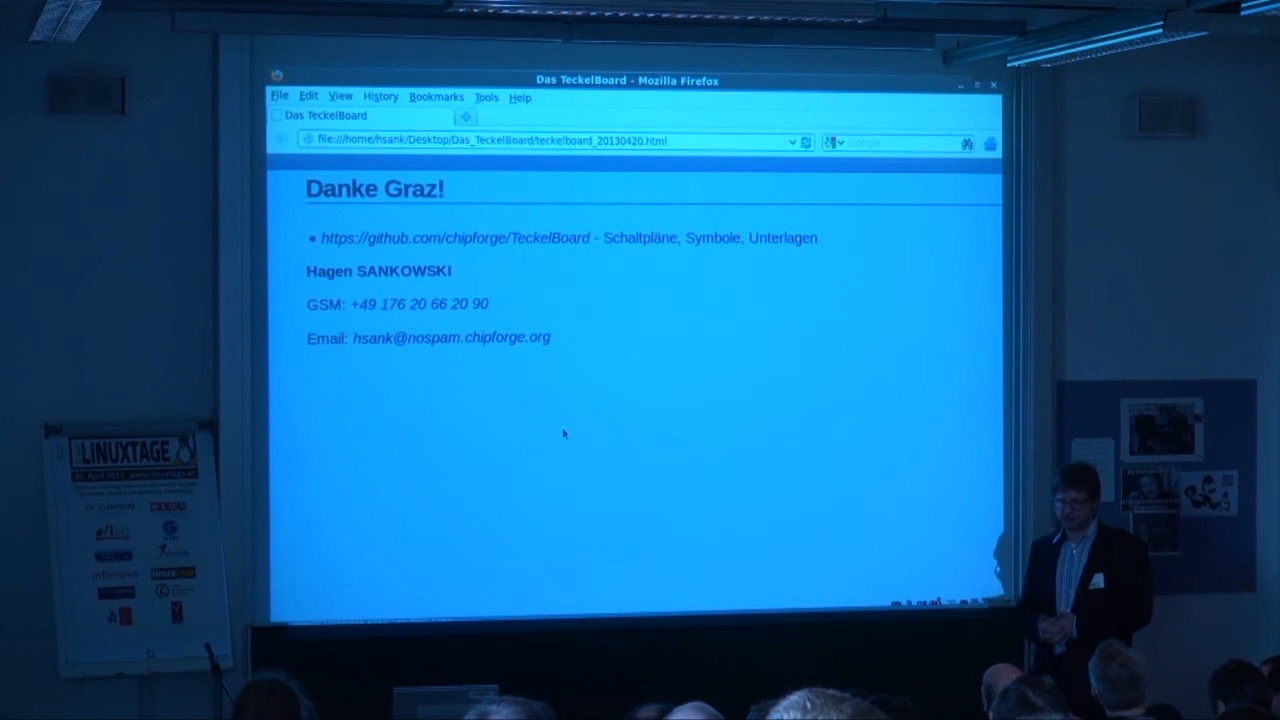 Das TeckelBoard - Mozilla Firefox
File Edit View History Bookmarks Tools Help
Das TeckelBoard
file:///home/hsank/Desktop/Das_TeckelBoard/teckelboard_20130420.html
Google
Danke Graz!
https://github.com/chipforge/TeckelBoard - Schaltpläne, Symbole, Unterlagen
Hagen SANKOWSKI
GSM: +49 176 20 66 20 90
Email: hsank@nospam.chipforge.org
LINUXTAGE
infonova